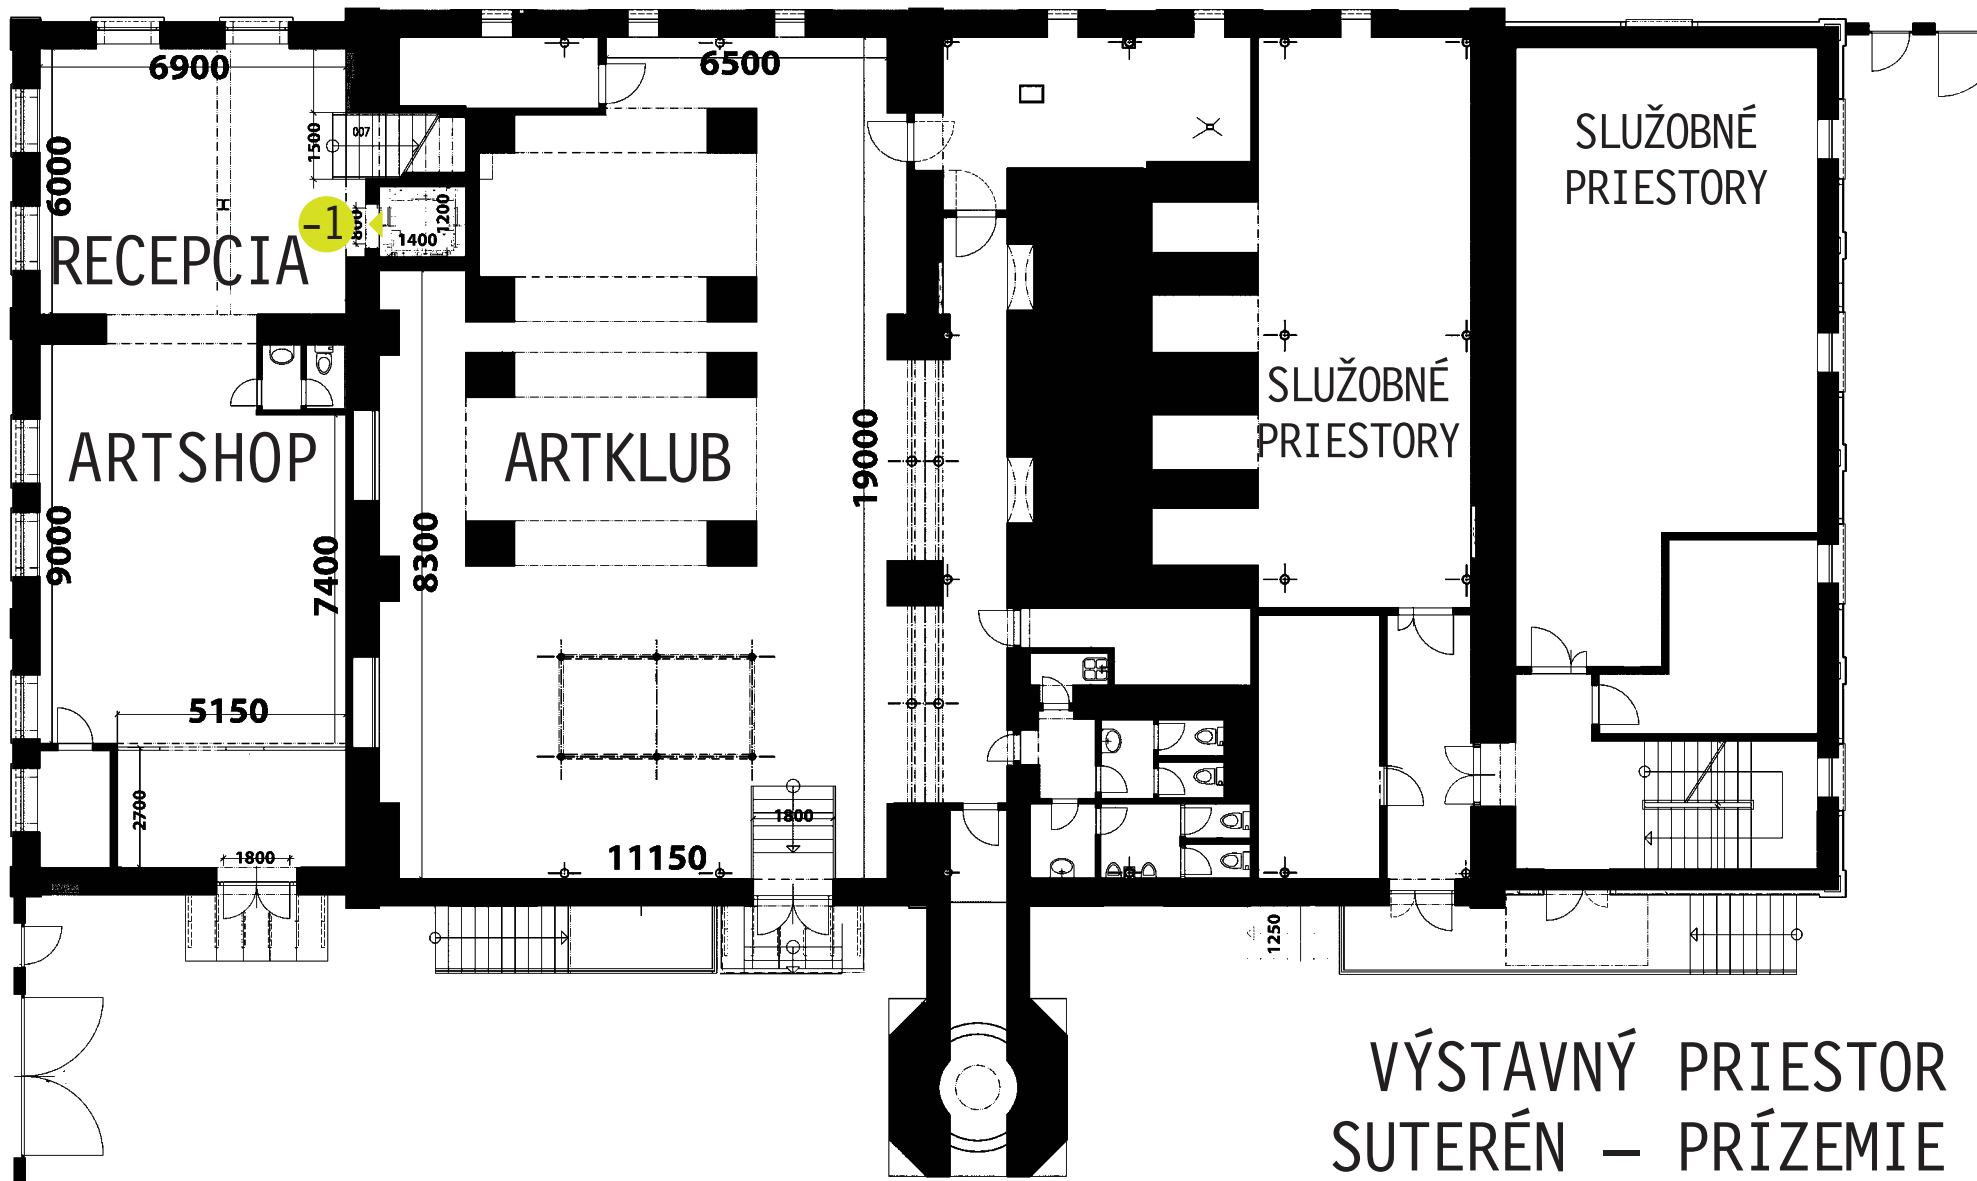 6900
6500
007
1500
6000
-1
800
1200
1400
RECEPCIA
SLUŽOBNÉ
PRIESTORY
SLUŽOBNÉ
PRIESTORY
ARTSHOP
ARTKLUB
19000
9000
7400
8300
5150
2700
1800
1800
11150
1250
VÝSTAVNÝ PRIESTOR
SUTERÉN – PRÍZEMIE